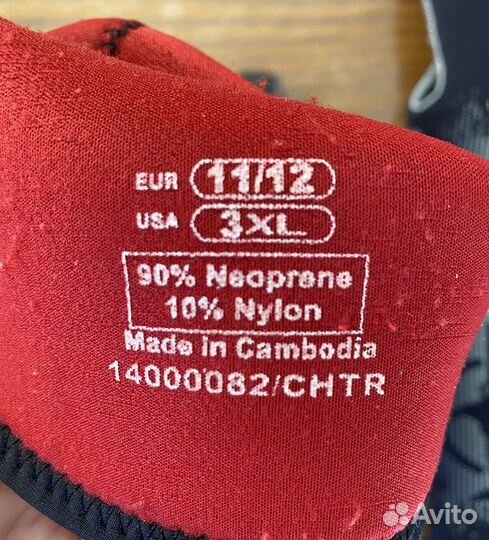 EUR 11/12
USA 3XL
90% Neoprene
10% Nylon
Made in Cambodia
14000082/CHTR
Avito